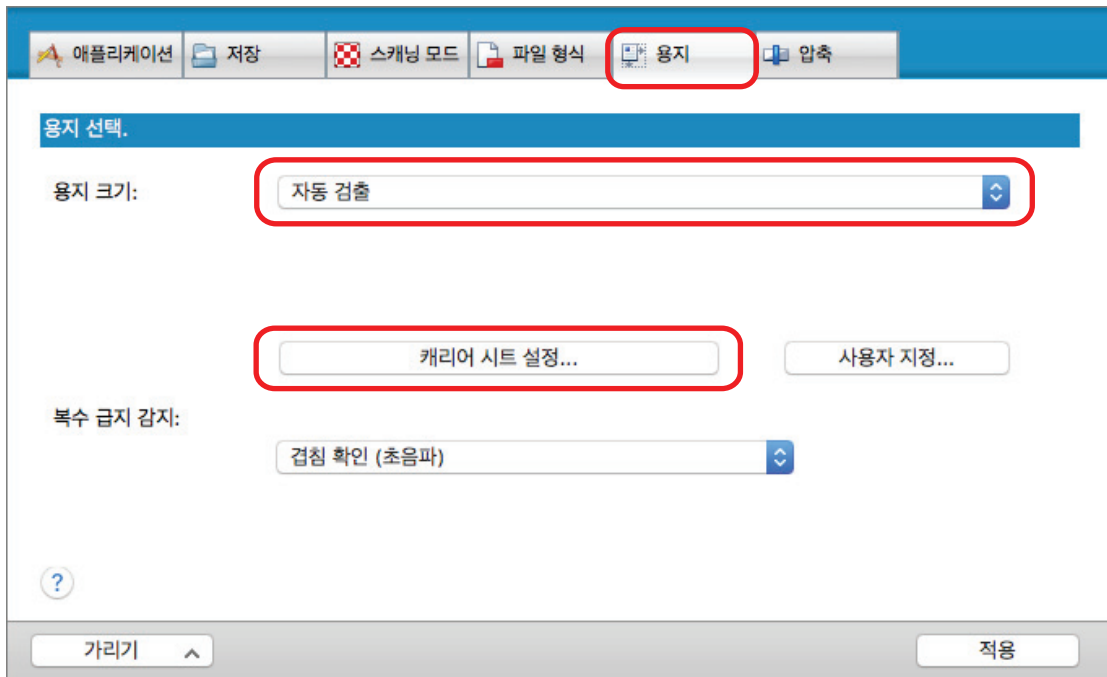 애플리케이션 저장 스캐닝 모드 파일 형식 용지 압축
용지 선택.
용지 크기: 자동 검출
캐리어 시트 설정... 사용자 지정...
복수 급지 감지:
겹침 확인 (초음파)
?
가리기 적용